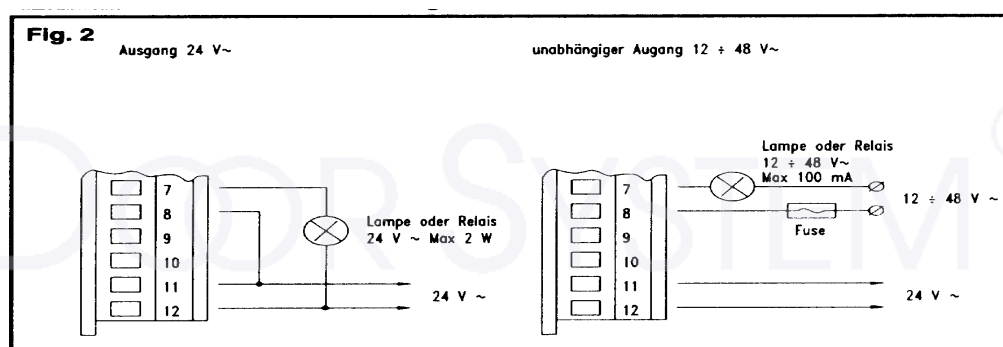 Fig. 2
Ausgang 24 V~
unabhängiger Augang 12 ÷ 48 V~
7
8
9
10
11
12
Lampe oder Relais
24 V ~ Max 2 W
24 V ~
Lampe oder Relais
12 ÷ 48 V~
Max 100 mA
7
8
9
10
11
12
Fuse
12 ÷ 48 V ~
24 V ~
DOORSYSTEM